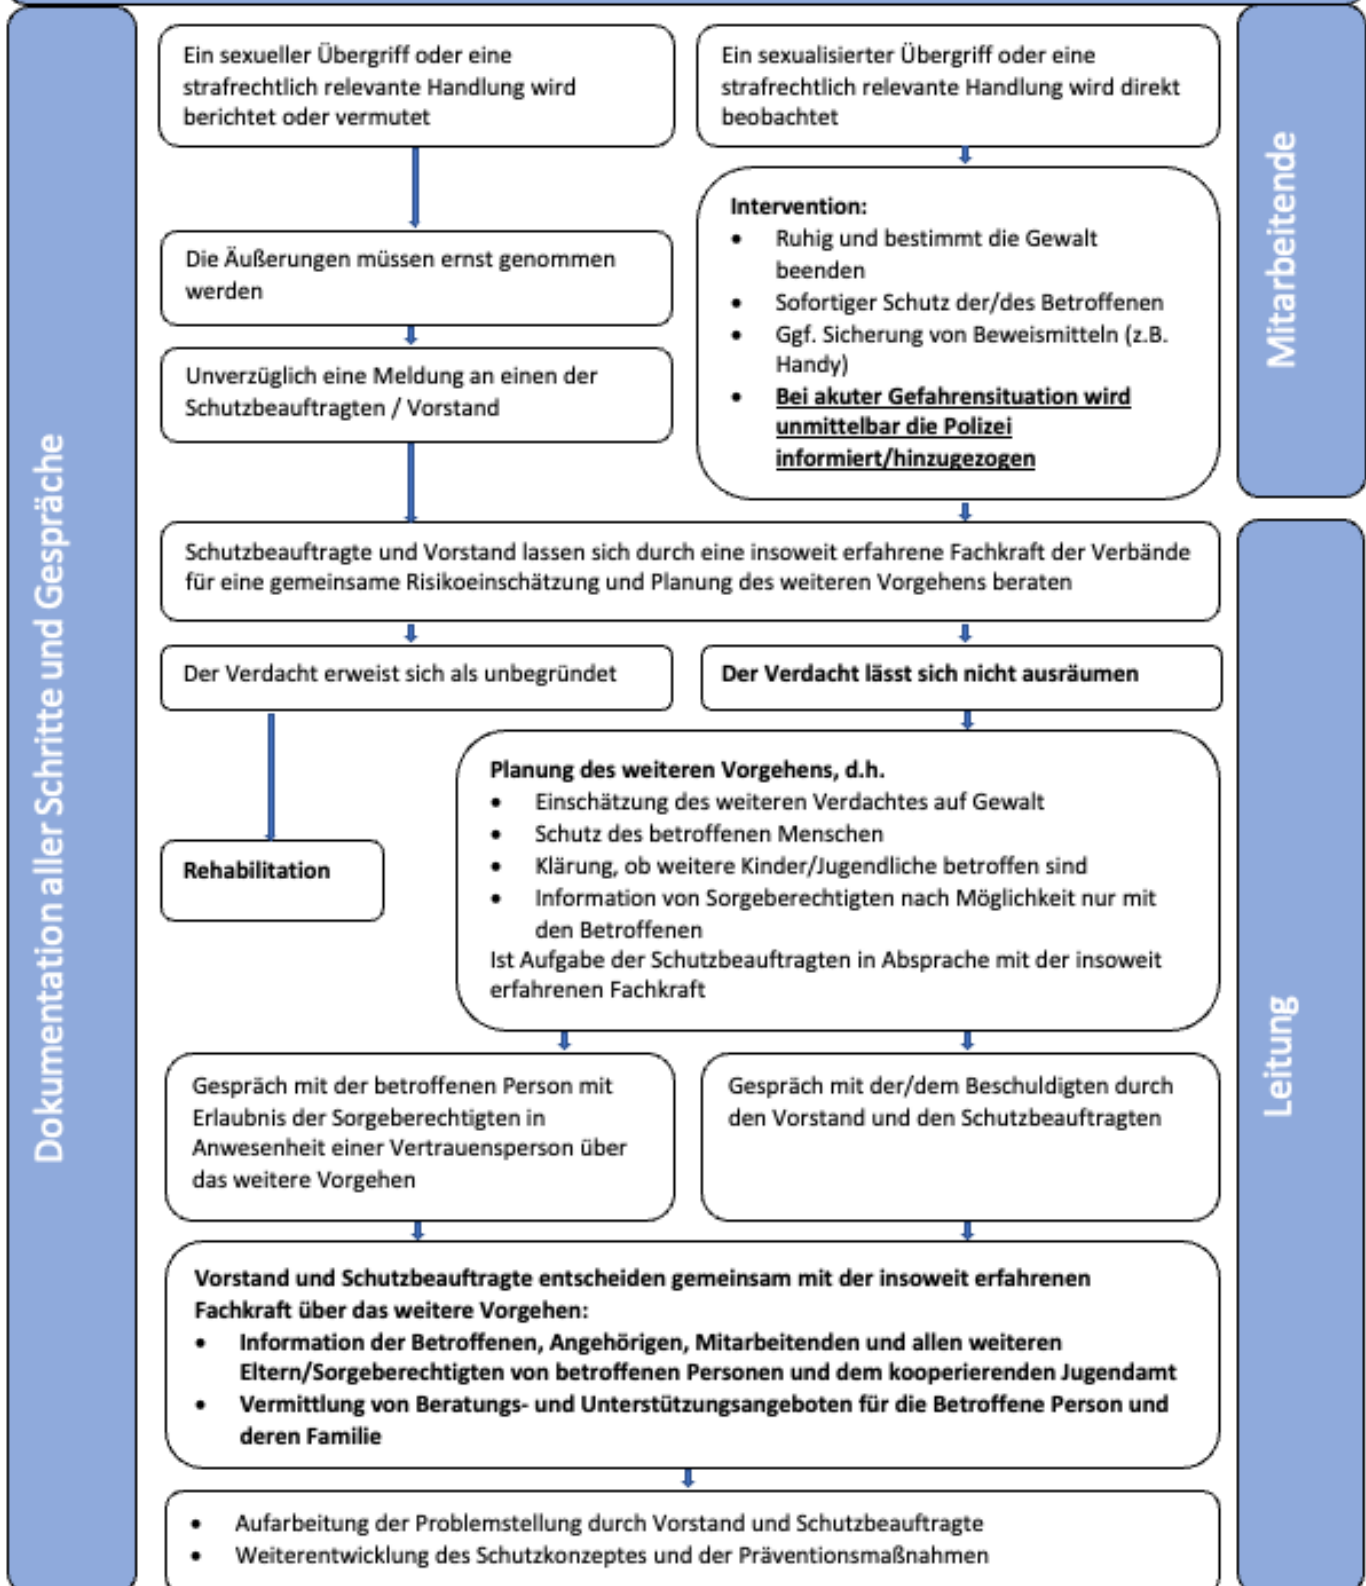 Dokumentation aller Schritte und Gespräche
Mitarbeitende
Leitung
Ein sexueller Übergriff oder eine
strafrechtlich relevante Handlung wird
berichtet oder vermutet
Ein sexualisierter Übergriff oder eine
strafrechtlich relevante Handlung wird direkt
beobachtet
Die Äußerungen müssen ernst genommen
werden
Unverzüglich eine Meldung an einen der
Schutzbeauftragten / Vorstand
Intervention:
• Ruhig und bestimmt die Gewalt
beenden
• Sofortiger Schutz der/des Betroffenen
• Ggf. Sicherung von Beweismitteln (z.B.
Handy)
• Bei akuter Gefahrensituation wird
unmittelbar die Polizei
informiert/hinzugezogen
Schutzbeauftragte und Vorstand lassen sich durch eine insoweit erfahrene Fachkraft der Verbände
für eine gemeinsame Risikoeinschätzung und Planung des weiteren Vorgehens beraten
Der Verdacht erweist sich als unbegründet
Der Verdacht lässt sich nicht ausräumen
Rehabilitation
Planung des weiteren Vorgehens, d.h.
• Einschätzung des weiteren Verdachtes auf Gewalt
• Schutz des betroffenen Menschen
• Klärung, ob weitere Kinder/Jugendliche betroffen sind
• Information von Sorgeberechtigten nach Möglichkeit nur mit
den Betroffenen
Ist Aufgabe der Schutzbeauftragten in Absprache mit der insoweit
erfahrenen Fachkraft
Gespräch mit der betroffenen Person mit
Erlaubnis der Sorgeberechtigten in
Anwesenheit einer Vertrauensperson über
das weitere Vorgehen
Gespräch mit der/dem Beschuldigten durch
den Vorstand und den Schutzbeauftragten
Vorstand und Schutzbeauftragte entscheiden gemeinsam mit der insoweit erfahrenen
Fachkraft über das weitere Vorgehen:
• Information der Betroffenen, Angehörigen, Mitarbeitenden und allen weiteren
Eltern/Sorgeberechtigten von betroffenen Personen und dem kooperierenden Jugendamt
• Vermittlung von Beratungs- und Unterstützungsangeboten für die Betroffene Person und
deren Familie
• Aufarbeitung der Problemstellung durch Vorstand und Schutzbeauftragte
• Weiterentwicklung des Schutzkonzeptes und der Präventionsmaßnahmen